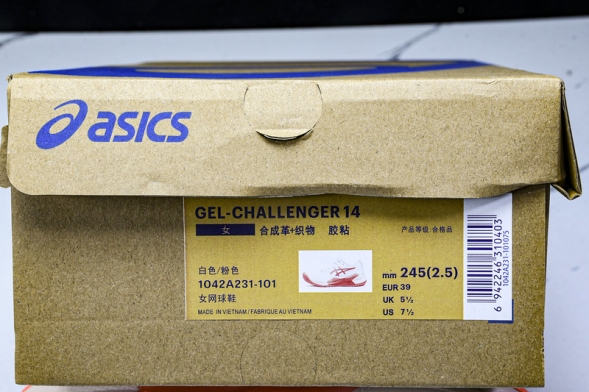 asics
GEL-CHALLENGER 14
女 合成革+织物 胶粘 产品等级:合格品
白色/粉色
1042A231-101
女网球鞋
MADE IN VIETNAM / FABRIQUE AU VIETNAM
mm 245(2.5)
EUR 39
UK 5½
US 7½
6 942246 310403
1042A231-101075